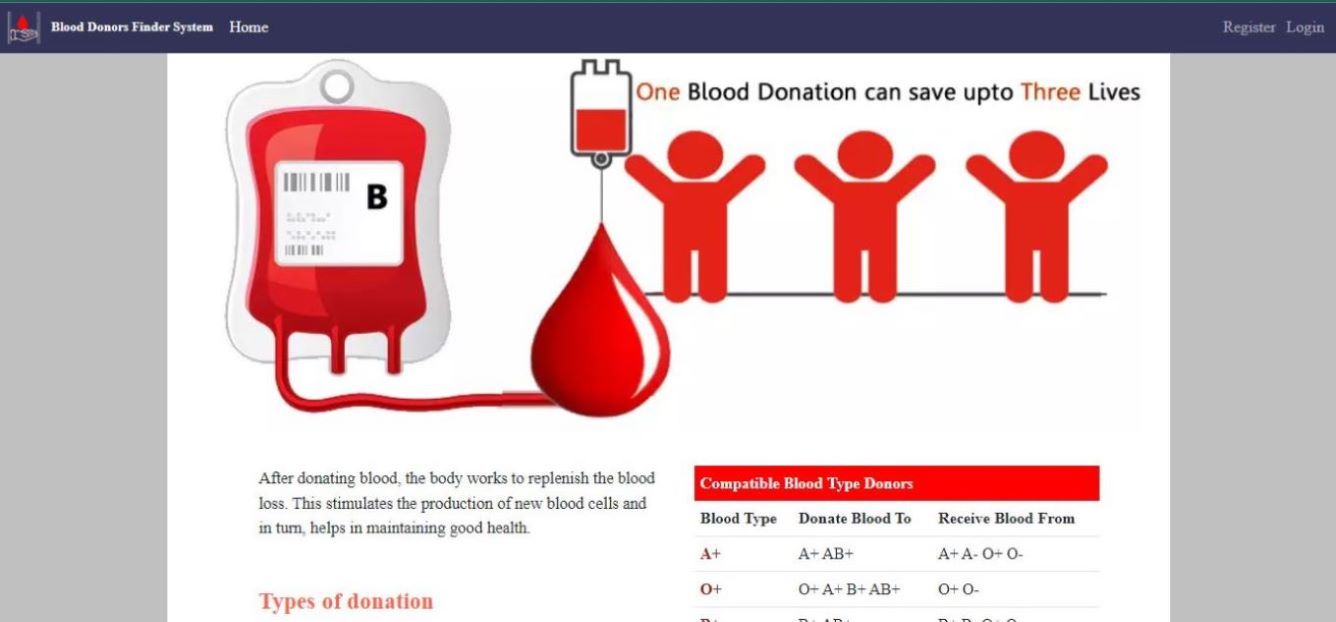 Blood Donors Finder System Home Register Login
One Blood Donation can save upto Three Lives
B
After donating blood, the body works to replenish the blood
loss. This stimulates the production of new blood cells and
in turn, helps in maintaining good health.
Types of donation
Compatible Blood Type Donors
Blood Type Donate Blood To Receive Blood From
A+ A+ AB+ A+ A- O+ O-
O+ O+ A+ B+ AB+ O+ O-